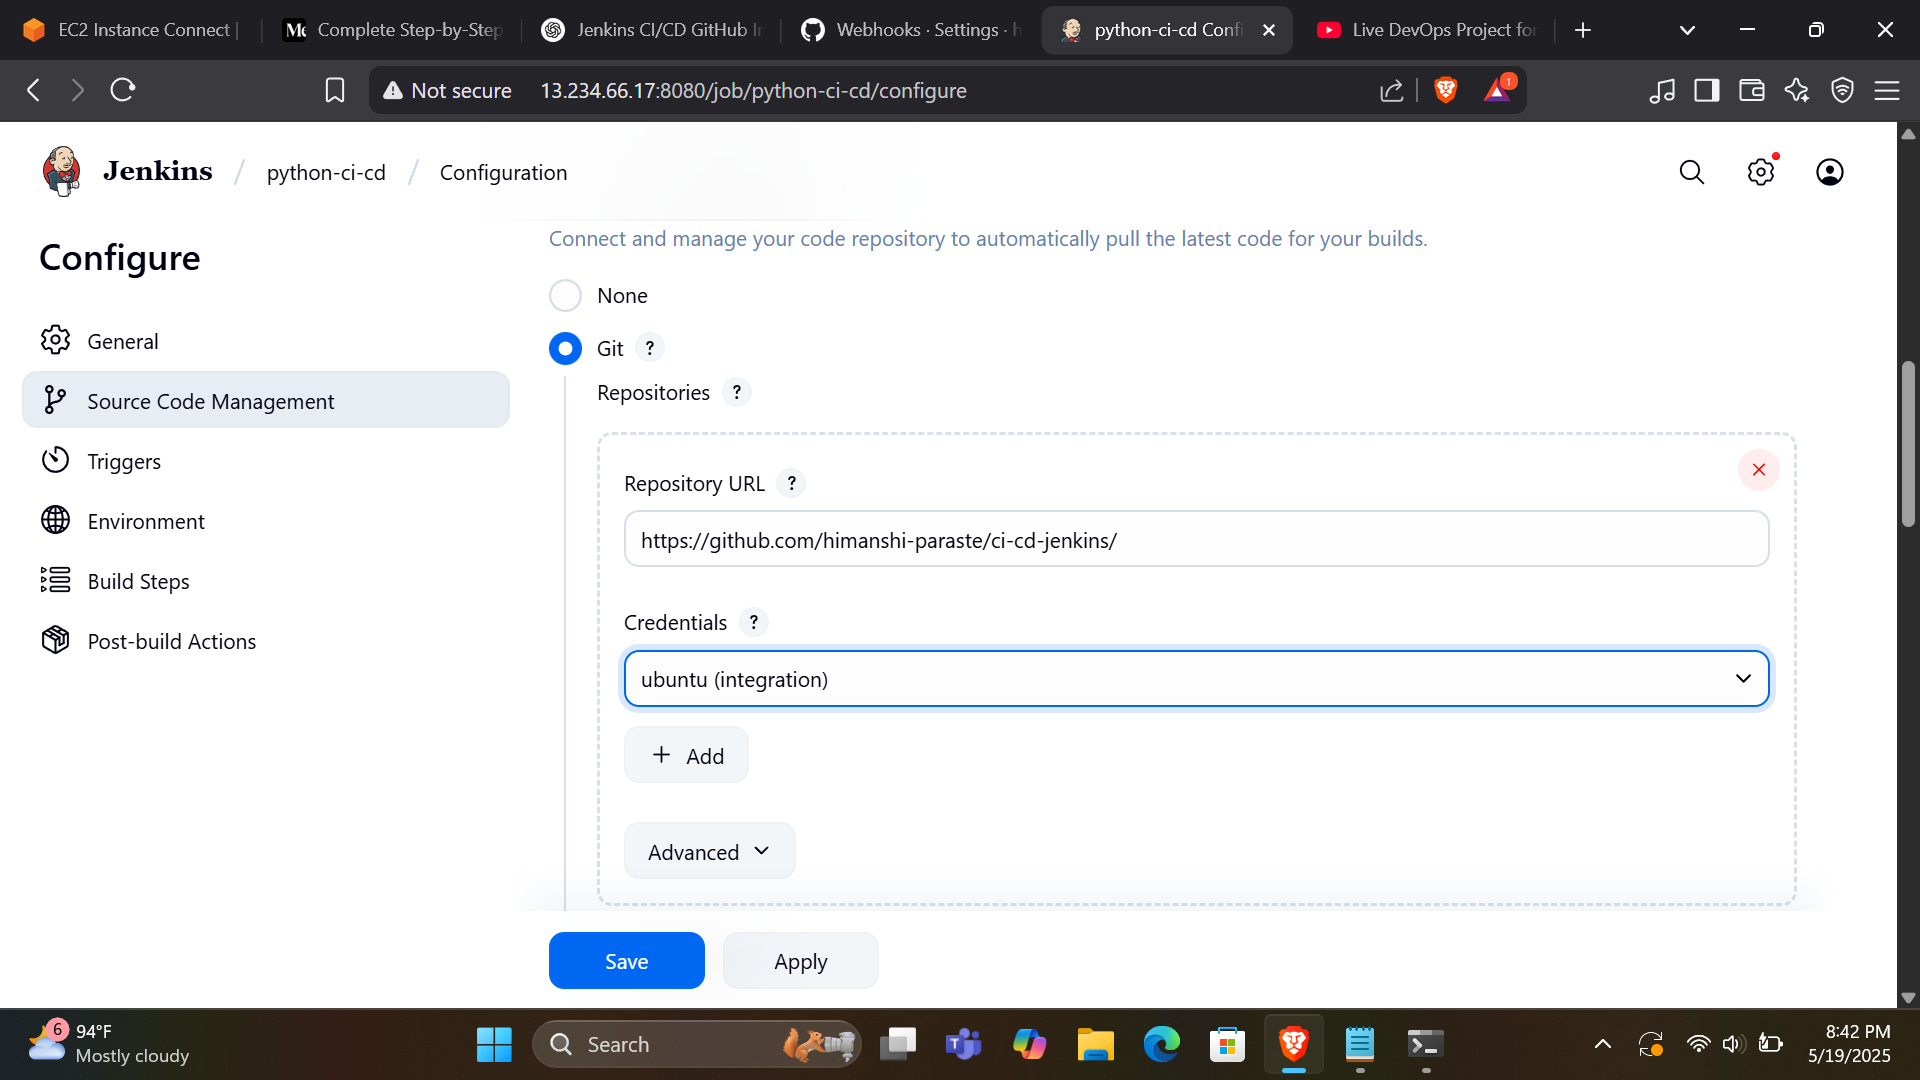 EC2 Instance Connect |
Complete Step-by-Step
Jenkins CI/CD GitHub In
Webhooks · Settings · h
python-ci-cd Confi
Live DevOps Project for
Not secure
13.234.66.17:8080/job/python-ci-cd/configure
1
Jenkins / python-ci-cd / Configuration
Configure
General
Source Code Management
Triggers
Environment
Build Steps
Post-build Actions
Connect and manage your code repository to automatically pull the latest code for your builds.
None
Git ?
Repositories ?
Repository URL ?
https://github.com/himanshi-paraste/ci-cd-jenkins/
Credentials ?
ubuntu (integration)
+ Add
Advanced
Save
Apply
6
94°F
Mostly cloudy
Search
8:42 PM
5/19/2025